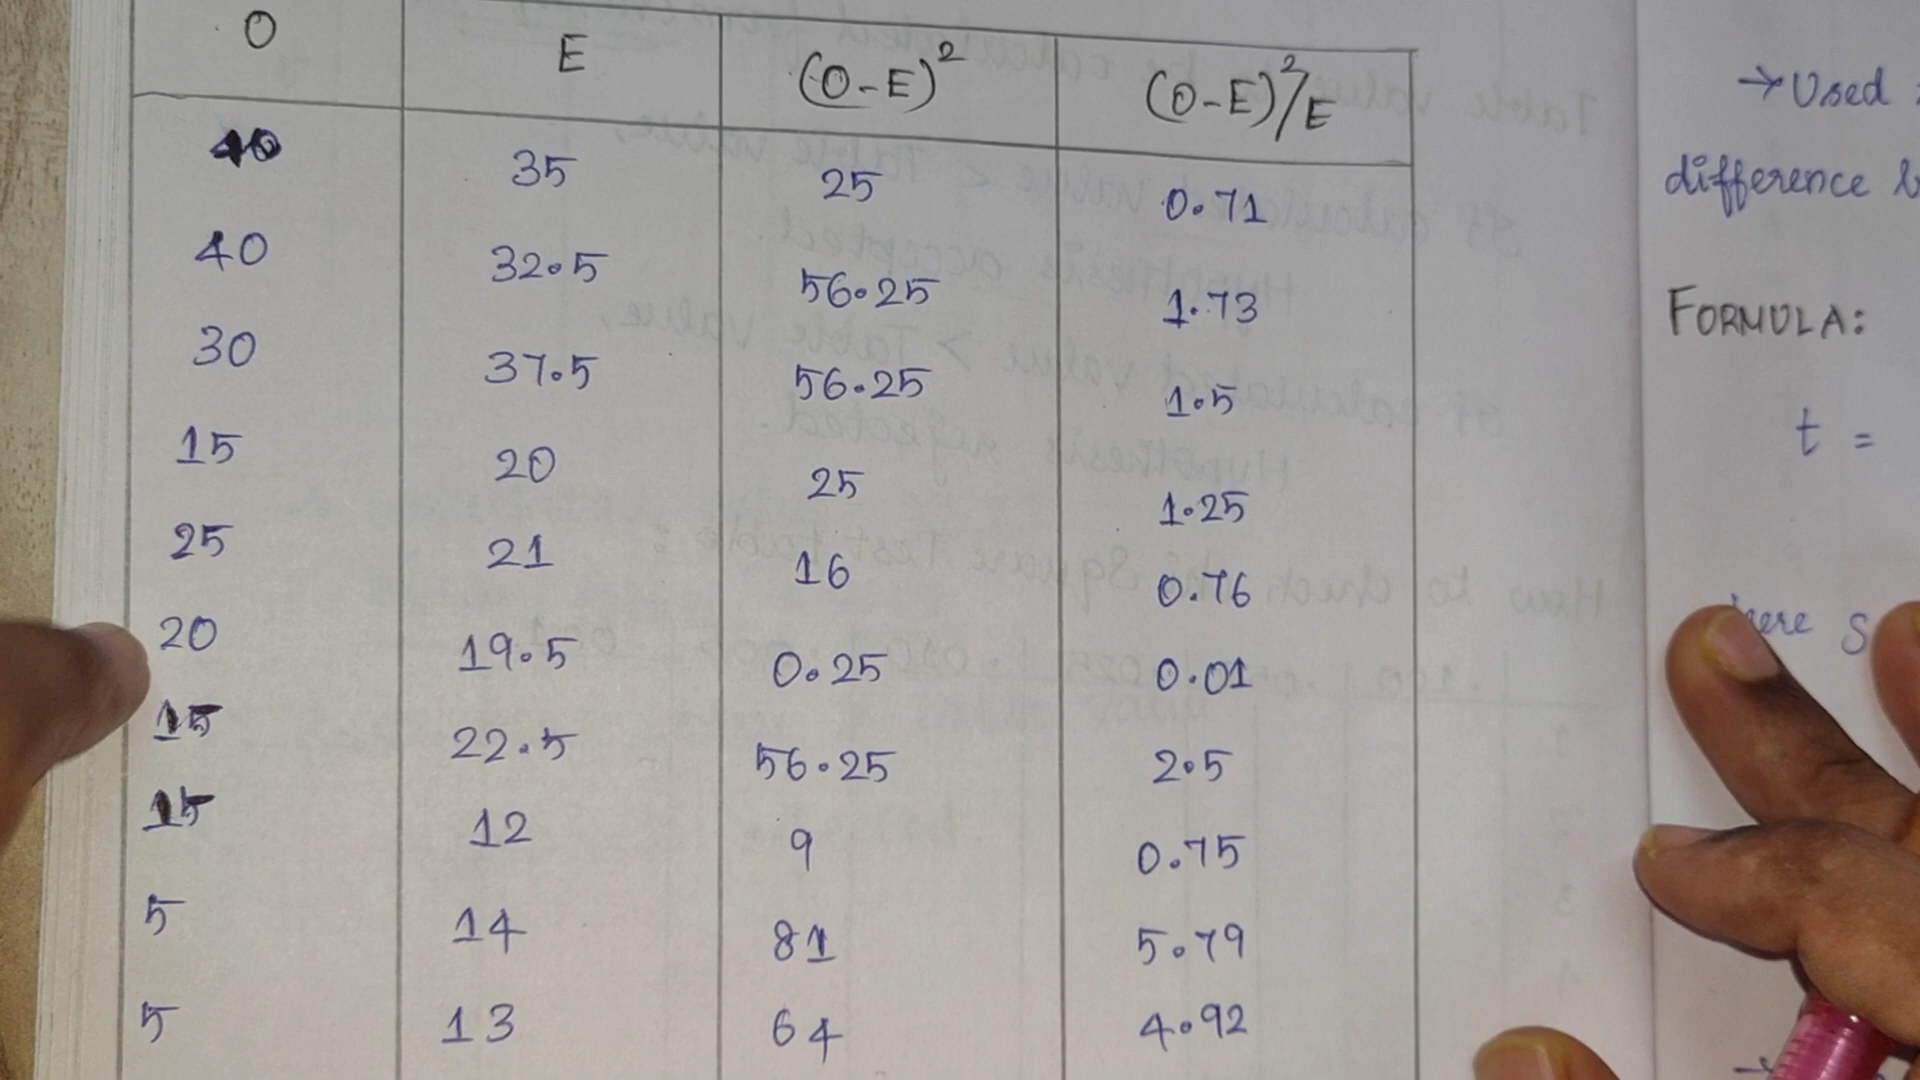 O E (O-E)² (O-E)²/E
40 35 25 0.71
40 32.5 56.25 1.73
30 37.5 56.25 1.5
15 20 25 1.25
25 21 16 0.76
20 19.5 0.25 0.01
15 22.5 56.25 2.5
15 12 9 0.75
5 14 81 5.79
5 13 64 4.92
→ Used
difference
FORMULA:
t =